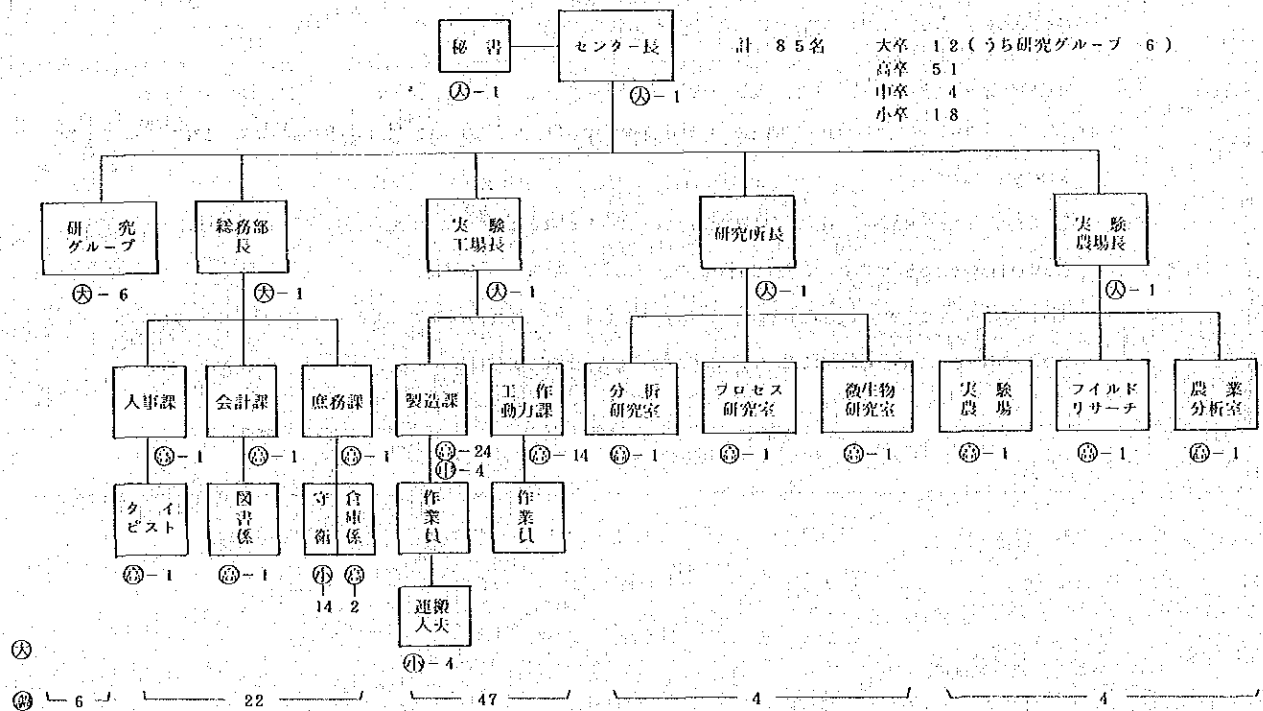 秘書
センター長
計 85名
大卒 12(うち研究グループ 6)
高卒 51
中卒 4
小卒 18
㊅-1
㊅-1
研究
グループ
総務部
長
実験
工場長
研究所長
実験
農場長
大-6
大-1
大-1
大-1
大-1
人事課
会計課
庶務課
製造課
工作
動力課
分析
研究室
プロセス
研究室
微生物
研究室
実験
農場
フイルド
リサーチ
農業
分析室
高-1
高-1
高-1
高-24
中-4
高-14
高-1
高-1
高-1
高-1
高-1
高-1
タイ
ピスト
図書係
守衛
倉庫係
作業員
作業員
高-1
高-1
小
14
高
2
運搬
人夫
小-4
大
6
22
47
4
4